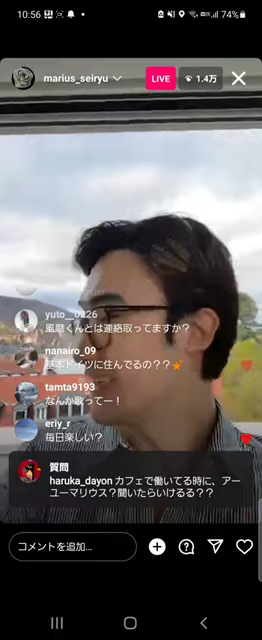 10:56
74%
marius_seiryu
LIVE
1.4万
yuto__0226
風磨くんとは連絡取ってますか？
nanairo_09
基本ドイツに住んでるの？？
tamta9193
なんか歌ってー！
eriy_r
毎日楽しい？
質問
haruka_dayon カフェで働いてる時に、アー
ユーマリウス？聞いたらいけるる？？
コメントを追加...